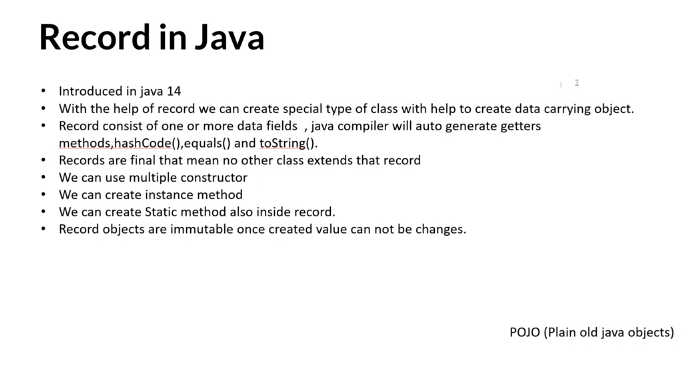 Record in Java
• Introduced in java 14
• With the help of record we can create special type of class with help to create data carrying object.
• Record consist of one or more data fields , java compiler will auto generate getters
methods,hashCode(),equals() and toString().
• Records are final that mean no other class extends that record
• We can use multiple constructor
• We can create instance method
• We can create Static method also inside record.
• Record objects are immutable once created value can not be changes.
POJO (Plain old java objects)